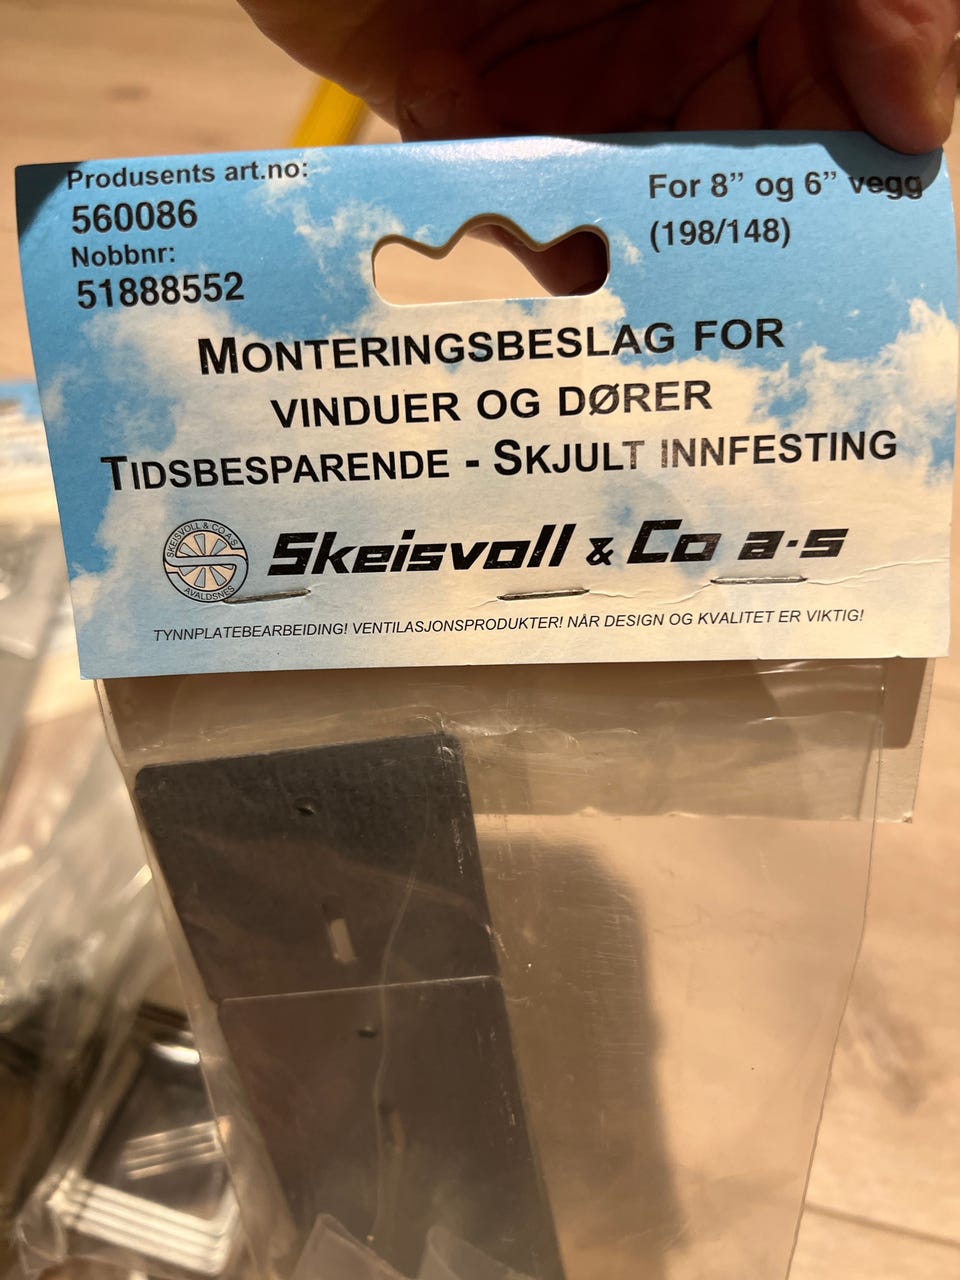 Produsents art.no:
560086
Nobbnr:
51888552
For 8” og 6” vegg
(198/148)
MONTERINGSBESLAG FOR
VINDUER OG DØRER
TIDSBESPARENDE - SKJULT INNFESTING
SKEISVOLL & CO A.S
AVALDSNES
Skeisvoll & Co a·s
TYNNPLATEBEARBEIDING! VENTILASJONSPRODUKTER! NÅR DESIGN OG KVALITET ER VIKTIG!